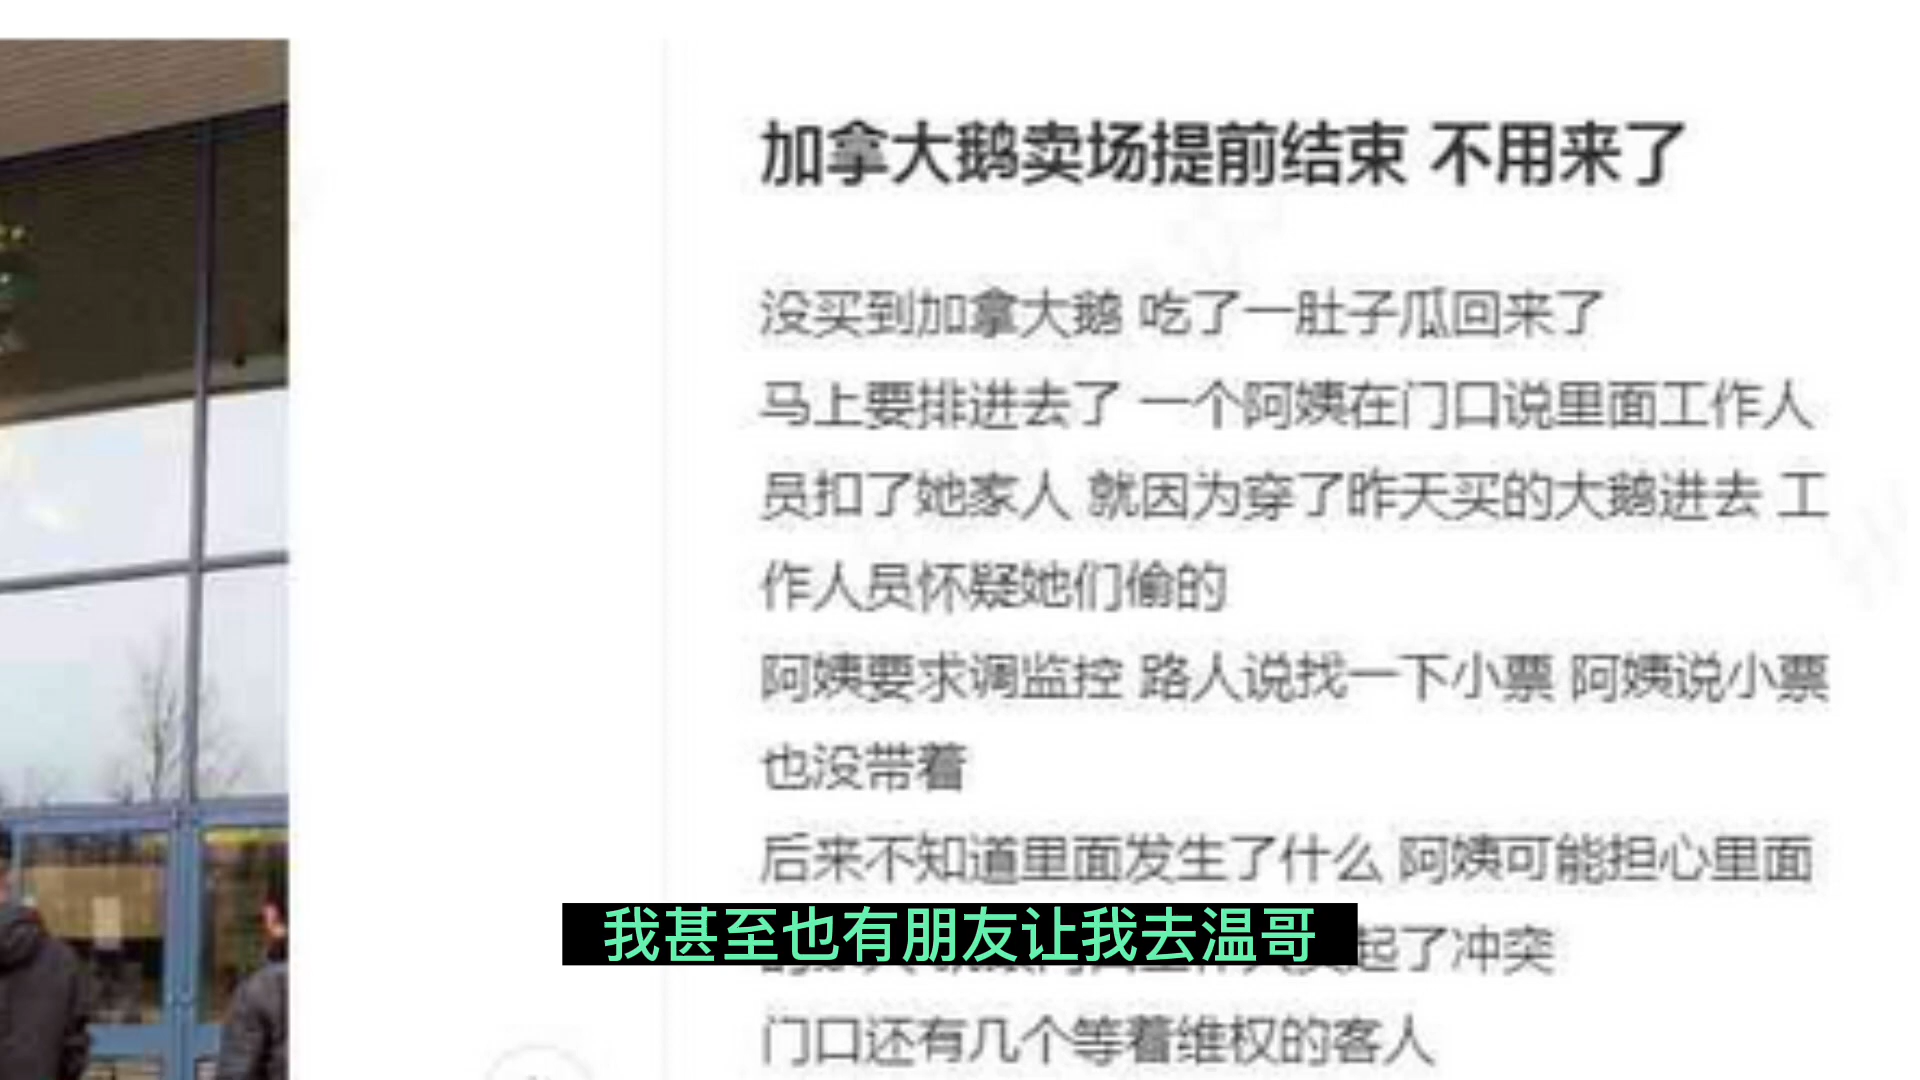 加拿大鹅卖场提前结束 不用来了
没买到加拿大鹅 吃了一肚子瓜回来了
马上要排进去了 一个阿姨在门口说里面工作人
员扣了她家人 就因为穿了昨天买的大鹅进去 工
作人员怀疑她们偷的
阿姨要求调监控 路人说找一下小票 阿姨说小票
也没带着
后来不知道里面发生了什么 阿姨可能担心里面
起了冲突
我甚至也有朋友让我去温哥
门口还有几个等着维权的客人